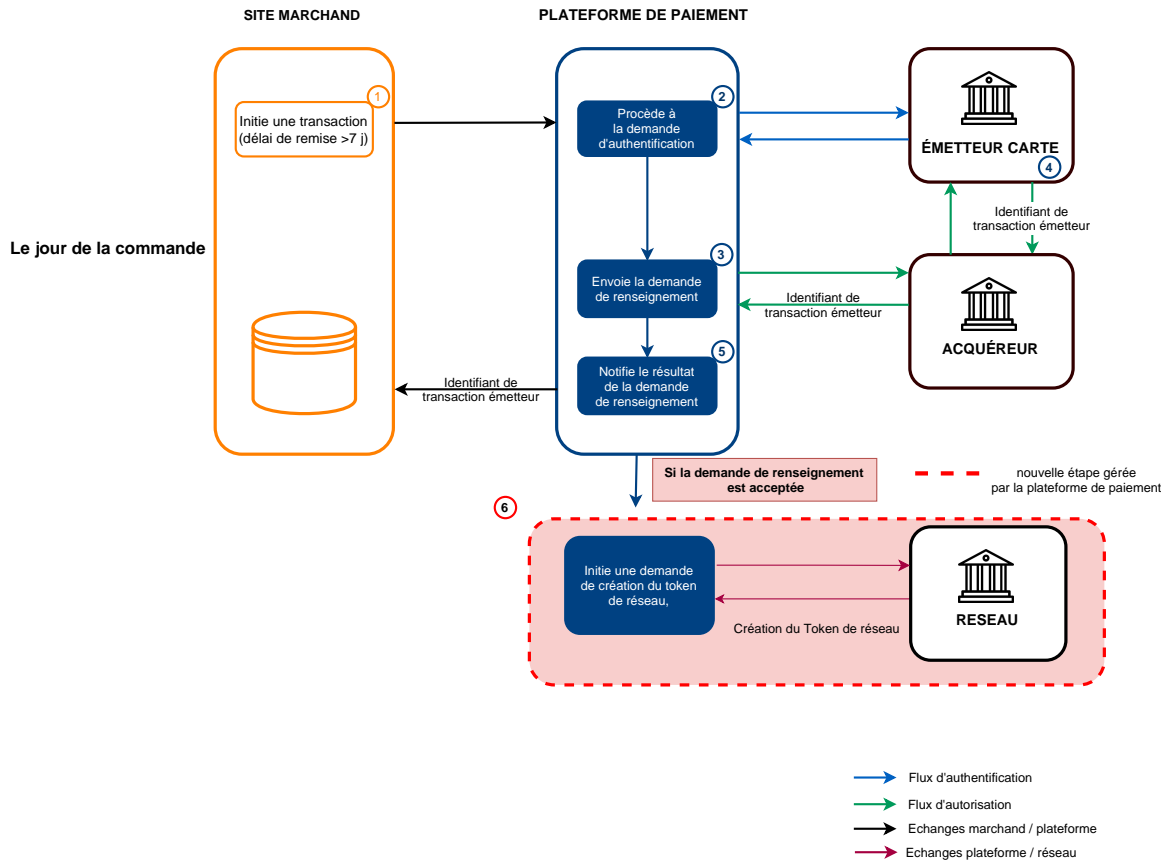 SITE MARCHAND
PLATEFORME DE PAIEMENT
1
Initie une transaction
(délai de remise >7 j)
2
Procède à
la demande
d'authentification
ÉMETTEUR CARTE
4
Identifiant de
transaction émetteur
Le jour de la commande
3
Envoie la demande
de renseignement
Identifiant de
transaction émetteur
ACQUÉREUR
5
Notifie le résultat
de la demande
de renseignement
Identifiant de
transaction émetteur
Si la demande de renseignement
est acceptée
nouvelle étape gérée
par la plateforme de paiement
6
Initie une demande
de création du token
de réseau,
Création du Token de réseau
RESEAU
Flux d'authentification
Flux d'autorisation
Echanges marchand / plateforme
Echanges plateforme / réseau